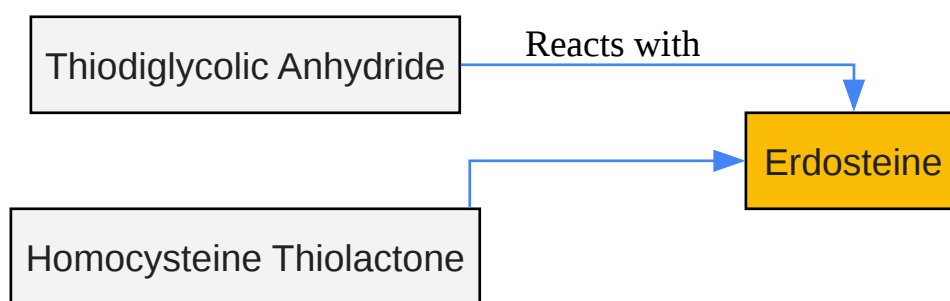 Reacts with
Thiodiglycolic Anhydride
Erdosteine
Homocysteine Thiolactone